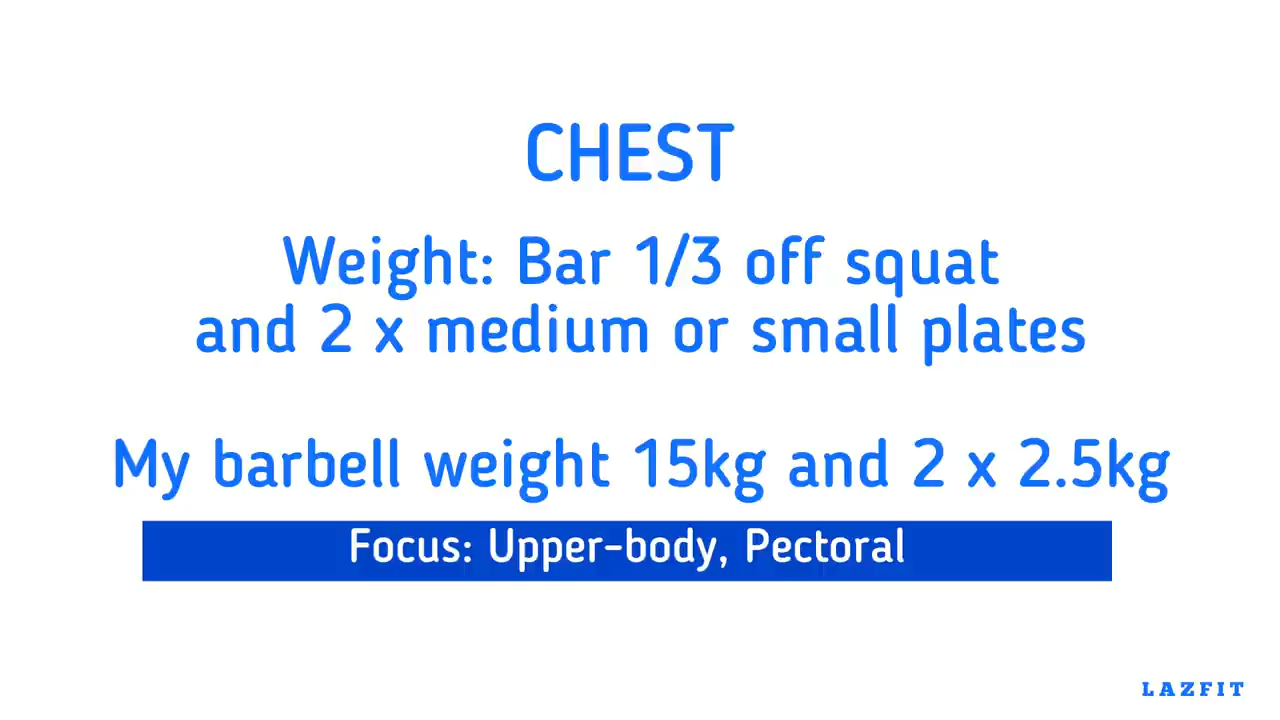 CHEST
Weight: Bar 1/3 off squat
and 2 x medium or small plates
My barbell weight 15kg and 2 x 2.5kg
Focus: Upper-body, Pectoral
LAZFIT